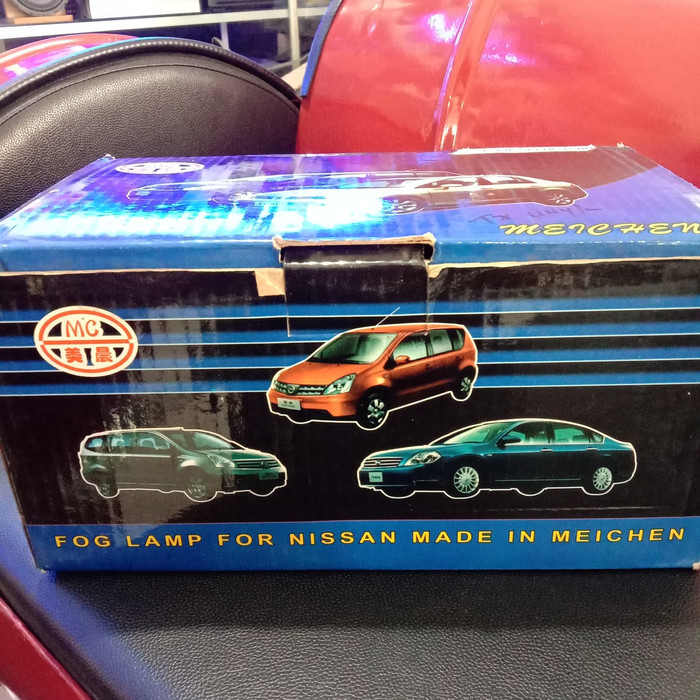 MEICHEN
MC
美晨
FOG LAMP FOR NISSAN MADE IN MEICHEN